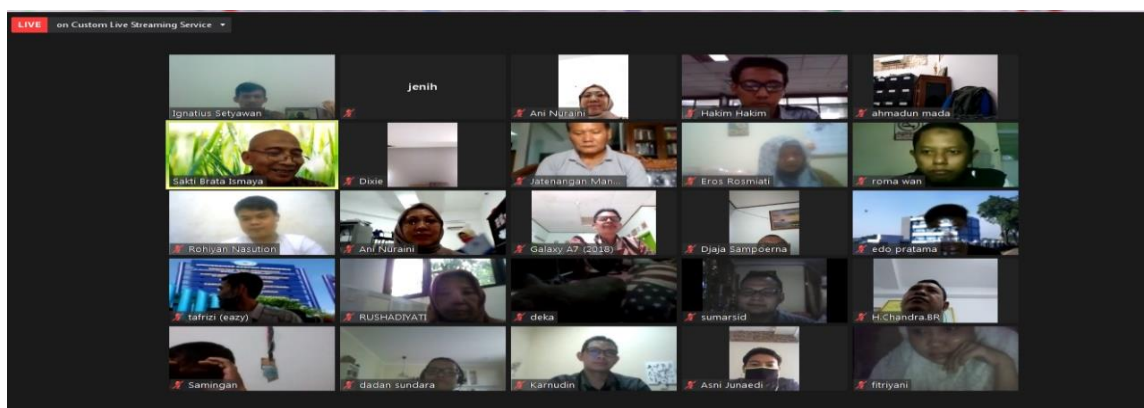 LIVE on Custom Live Streaming Service
Ignatius Setyawan
jenih
Ani Nuraini
Hakim Hakim
ahmadun mada
Sakti Brata Ismaya
Dixie
Jatenangan Man...
Eros Rosmiati
roma wan
Rohiyan Nasution
Ani Nuraini
Galaxy A7 (2018)
Djaja Sampoerna
edo pratama
tafrizi (eazy)
RUSHADIYATI
deka
sumarsid
H.Chandra.BR
Samingan
dadan sundara
Karnudin
Asni Junaedi
fitriyani